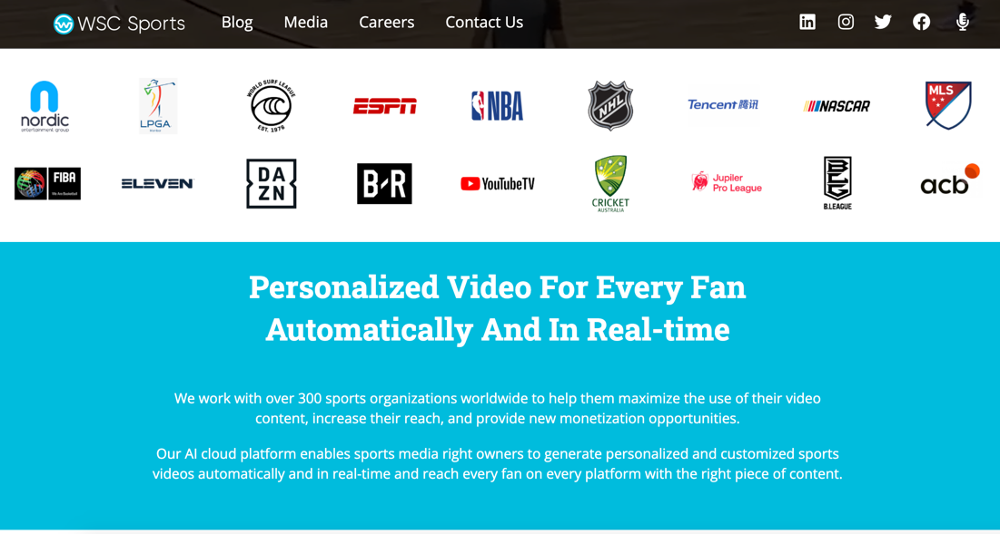 WSC Sports Blog Media Careers Contact Us
nordic
entertainment group
LPGA
WORLD SURF LEAGUE
EST. 1976
ESPN
NBA
NHL
Tencent 腾讯
NASCAR
MLS
FIBA
We Are Basketball
ELEVEN
DA
ZN
B-R
YouTubeTV
CRICKET
AUSTRALIA
Jupiler
Pro League
B.LEAGUE
acb
Personalized Video For Every Fan
Automatically And In Real-time
We work with over 300 sports organizations worldwide to help them maximize the use of their video
content, increase their reach, and provide new monetization opportunities.
Our AI cloud platform enables sports media right owners to generate personalized and customized sports
videos automatically and in real-time and reach every fan on every platform with the right piece of content.